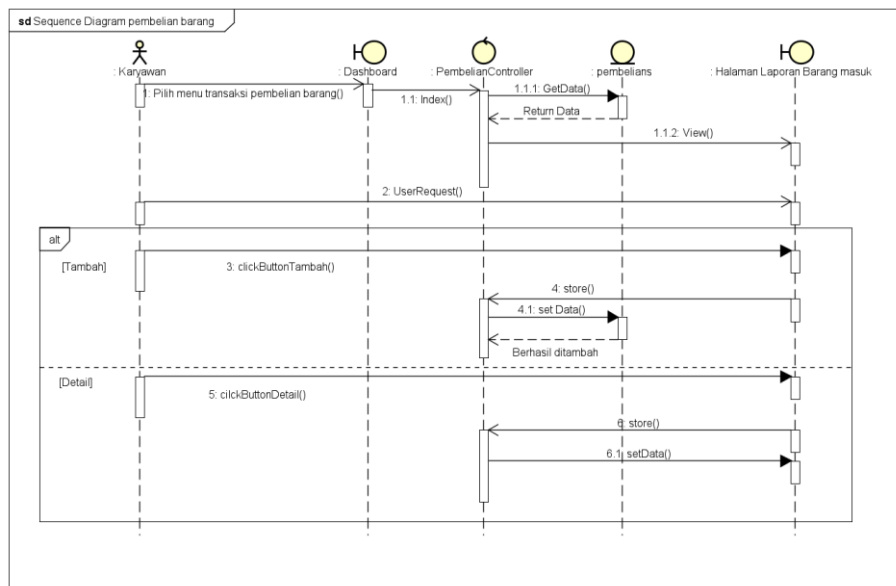 sd Sequence Diagram pembelian barang
: Karyawan
: Dashboard
: PembelianController
: pembelians
: Halaman Laporan Barang masuk
1: Pilih menu transaksi pembelian barang()
1.1: Index()
1.1.1: GetData()
Return Data
1.1.2: View()
2: UserRequest()
alt
[Tambah]
3: clickButtonTambah()
4: store()
4.1: set Data()
Berhasil ditambah
[Detail]
5: cilckButtonDetail()
6: store()
6.1: setData()